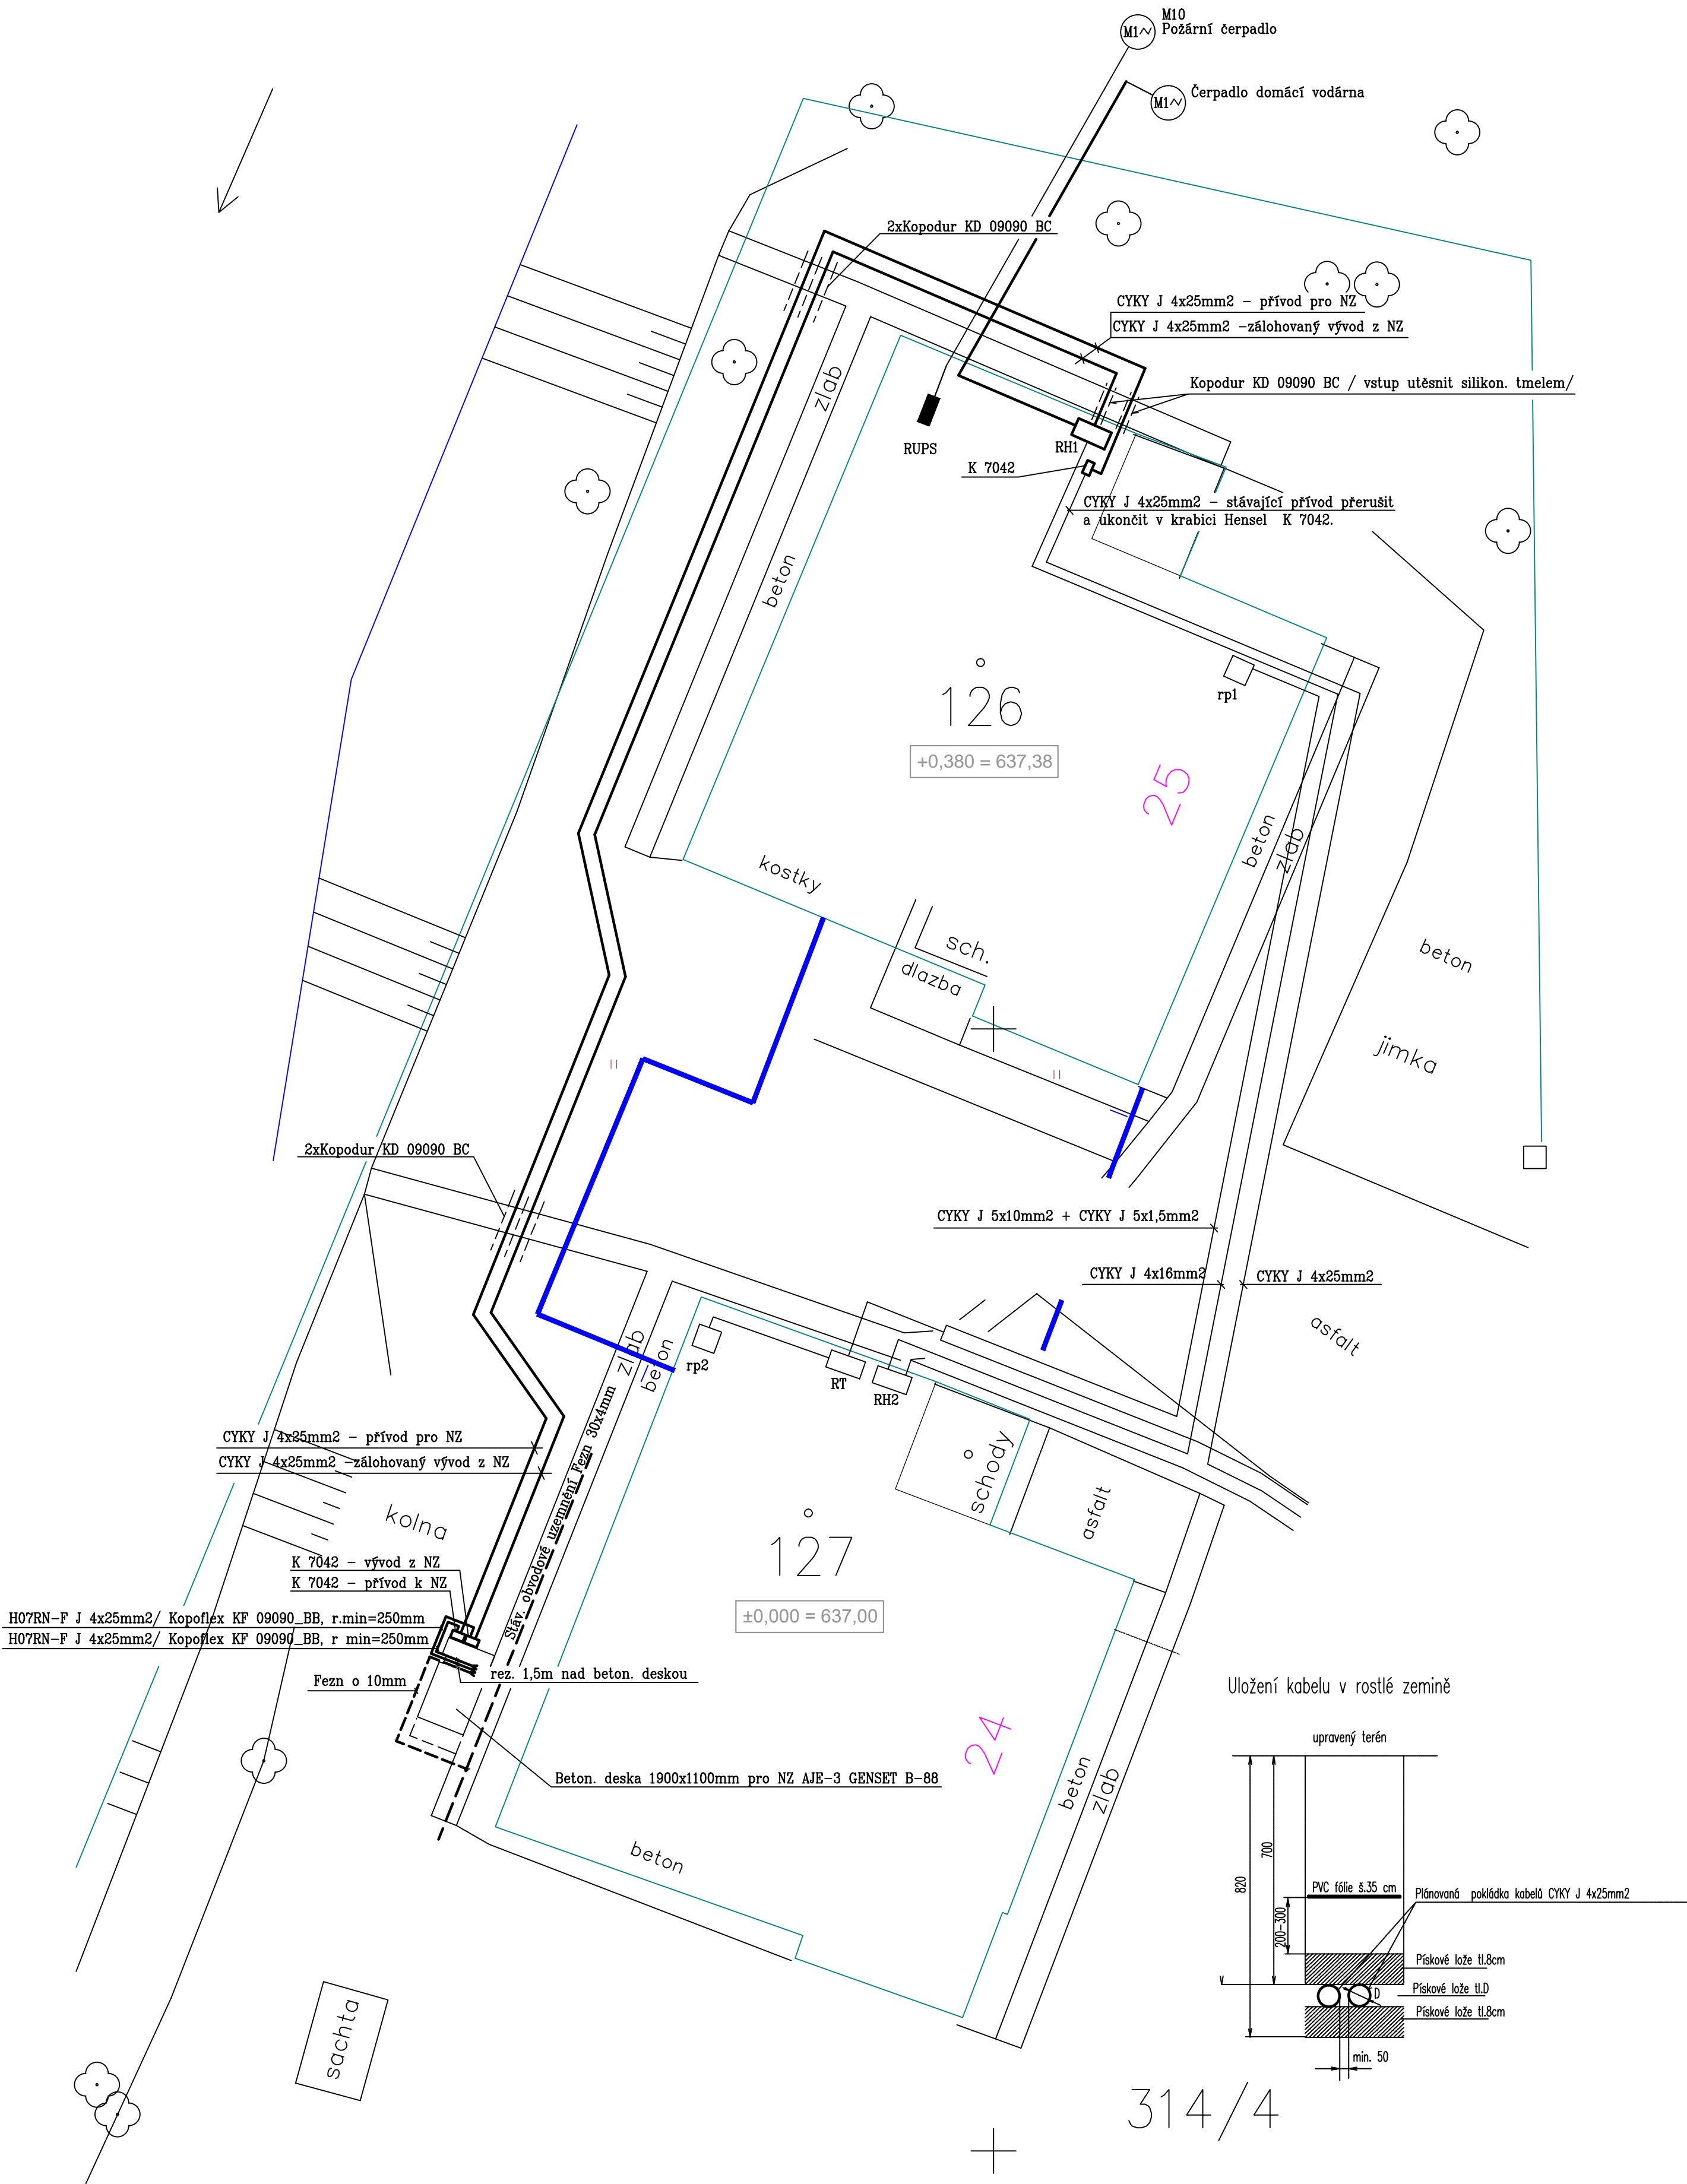 M10
M1 Požární čerpadlo
M1 Čerpadlo domácí vodárna
2xKopodur KD 09090 BC
CYKY J 4x25mm2 – přívod pro NZ
CYKY J 4x25mm2 –zálohovaný vývod z NZ
zlab
Kopodur KD 09090 BC / vstup utěsnit silikon. tmelem/
RUPS
RH1
K 7042
CYKY J 4x25mm2 – stávající přívod přerušit
a ukončit v krabici Hensel K 7042.
beton
rp1
126
+0,380 = 637,38
25
beton
zlab
kostky
sch.
dlazba
beton
jimka
2xKopodur KD 09090 BC
CYKY J 5x10mm2 + CYKY J 5x1,5mm2
CYKY J 4x16mm2
CYKY J 4x25mm2
asfalt
zlab
beton
rp2
RT
RH2
CYKY J 4x25mm2 – přívod pro NZ
CYKY J 4x25mm2 –zálohovaný vývod z NZ
Stáv. obvodové uzemnění Fezn 30x4mm
schody
asfalt
kolna
127
±0,000 = 637,00
K 7042 – vývod z NZ
K 7042 – přívod k NZ
H07RN–F J 4x25mm2/ Kopoflex KF 09090_BB, r.min=250mm
H07RN–F J 4x25mm2/ Kopoflex KF 09090_BB, r min=250mm
rez. 1,5m nad beton. deskou
Fezn o 10mm
24
Beton. deska 1900x1100mm pro NZ AJE–3 GENSET B–88
beton
zlab
beton
sachta
Uložení kabelu v rostlé zemině
upravený terén
700
820
PVC fólie š.35 cm
Plánovaná pokládka kabelů CYKY J 4x25mm2
200-300
Pískové lože tl.8cm
D
Pískové lože tl.D
Pískové lože tl.8cm
min. 50
314/4